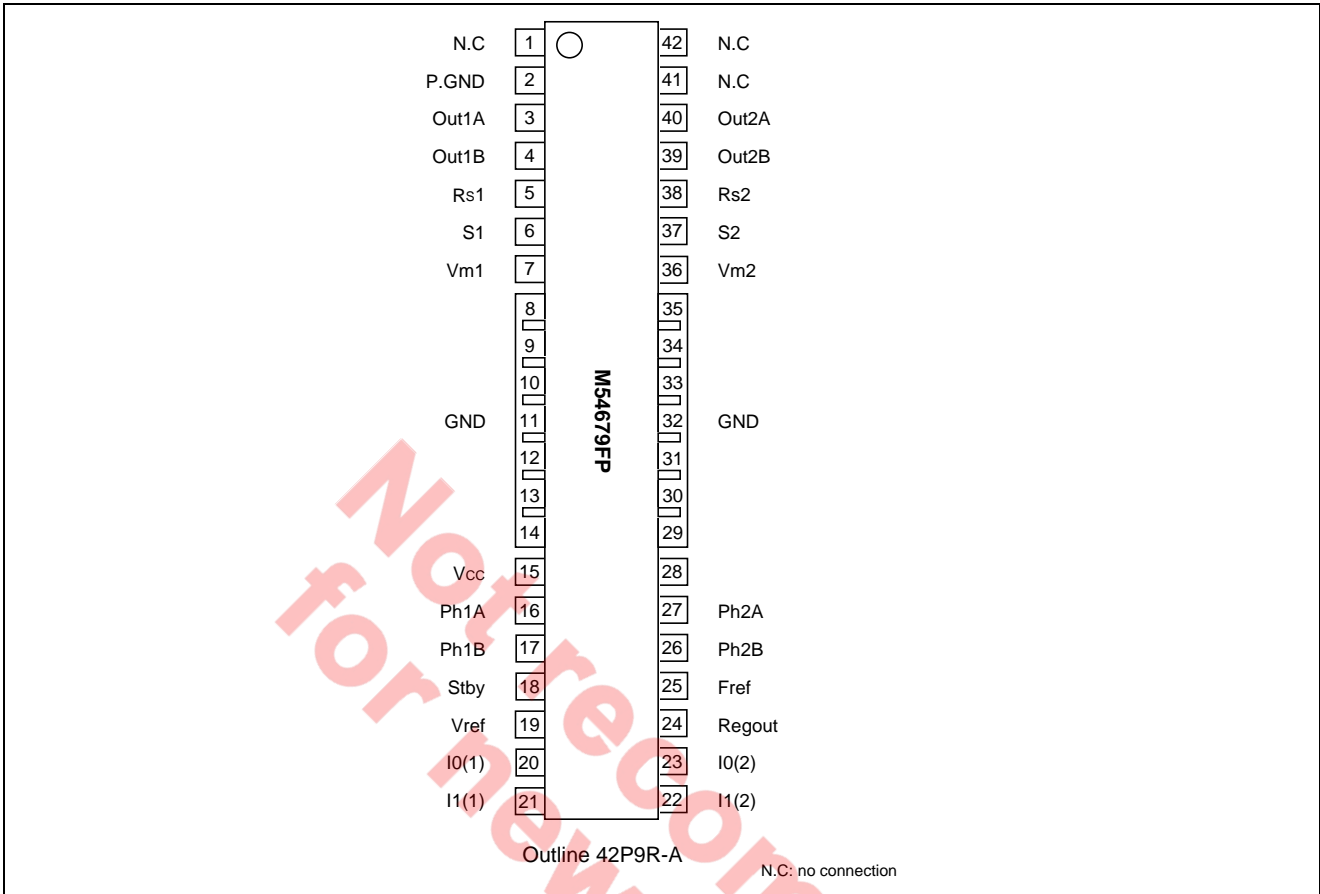 N.C 1 42 N.C
P.GND 2 41 N.C
Out1A 3 40 Out2A
Out1B 4 39 Out2B
Rs1 5 38 Rs2
S1 6 37 S2
Vm1 7 36 Vm2
8 35
9 34
10 33
GND 11 32 GND
12 31
13 30
14 29
Vcc 15 28
Ph1A 16 27 Ph2A
Ph1B 17 26 Ph2B
Stby 18 25 Fref
Vref 19 24 Regout
I0(1) 20 23 I0(2)
I1(1) 21 22 I1(2)
M54679FP
Outline 42P9R-A
N.C: no connection
Not recom
for new